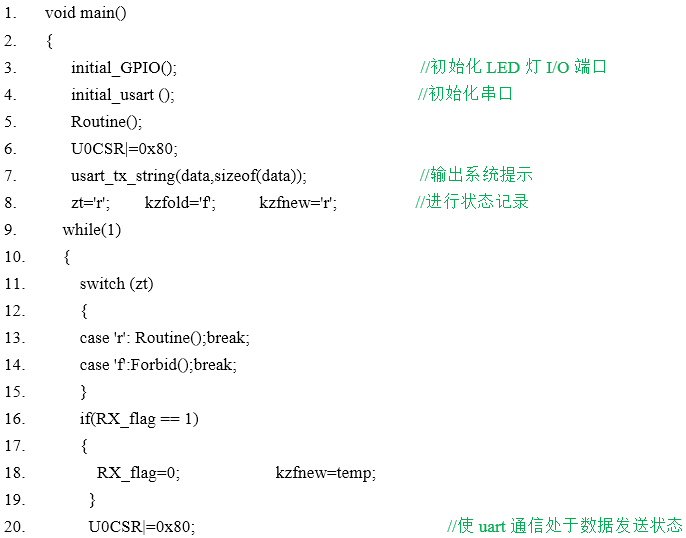 1. void main()
2. {
3. initial_GPIO(); //初始化 LED 灯 I/O 端口
4. initial_usart (); //初始化串口
5. Routine();
6. U0CSR|=0x80;
7. usart_tx_string(data,sizeof(data)); //输出系统提示
8. zt='r'; kzfold='f'; kzfnew='r'; //进行状态记录
9. while(1)
10. {
11. switch (zt)
12. {
13. case 'r': Routine();break;
14. case 'f':Forbid();break;
15. }
16. if(RX_flag == 1)
17. {
18. RX_flag=0; kzfnew=temp;
19. }
20. U0CSR|=0x80; //使 uart 通信处于数据发送状态